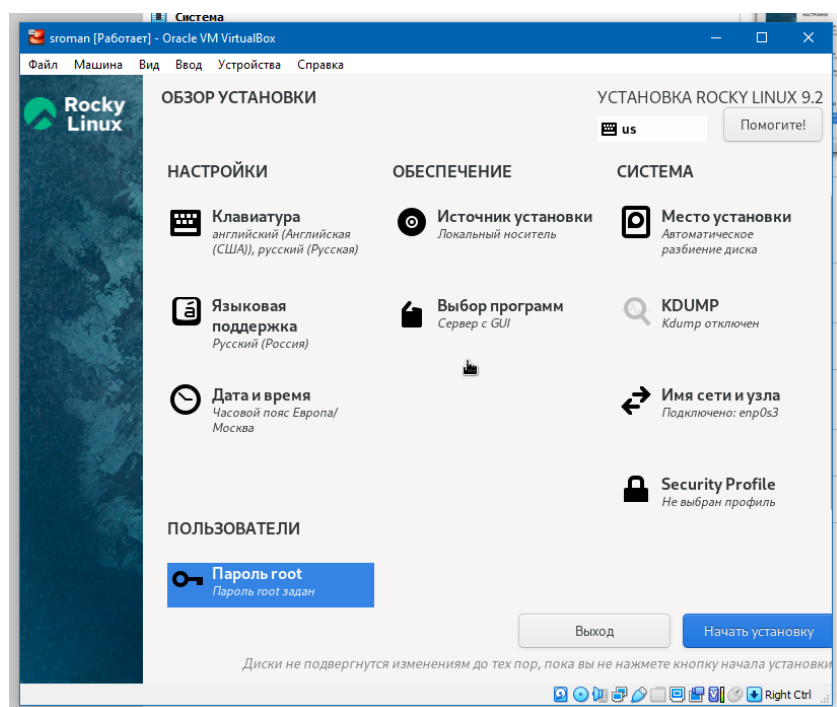 Система
sroman [Работает] - Oracle VM VirtualBox
Файл Машина Вид Ввод Устройства Справка
Rocky
Linux
ОБЗОР УСТАНОВКИ
УСТАНОВКА ROCKY LINUX 9.2
us
Помогите!
НАСТРОЙКИ
Клавиатура
английский (Английская
(США)), русский (Русская)
Языковая
поддержка
Русский (Россия)
Дата и время
Часовой пояс Европа/
Москва
ОБЕСПЕЧЕНИЕ
Источник установки
Локальный носитель
Выбор программ
Сервер с GUI
СИСТЕМА
Место установки
Автоматическое
разбиение диска
KDUMP
Kdump отключен
Имя сети и узла
Подключено: enp0s3
Security Profile
Не выбран профиль
ПОЛЬЗОВАТЕЛИ
Пароль root
Пароль root задан
Выход
Начать установку
Диски не подвергнутся изменениям до тех пор, пока вы не нажмете кнопку начала установки
Right Ctrl